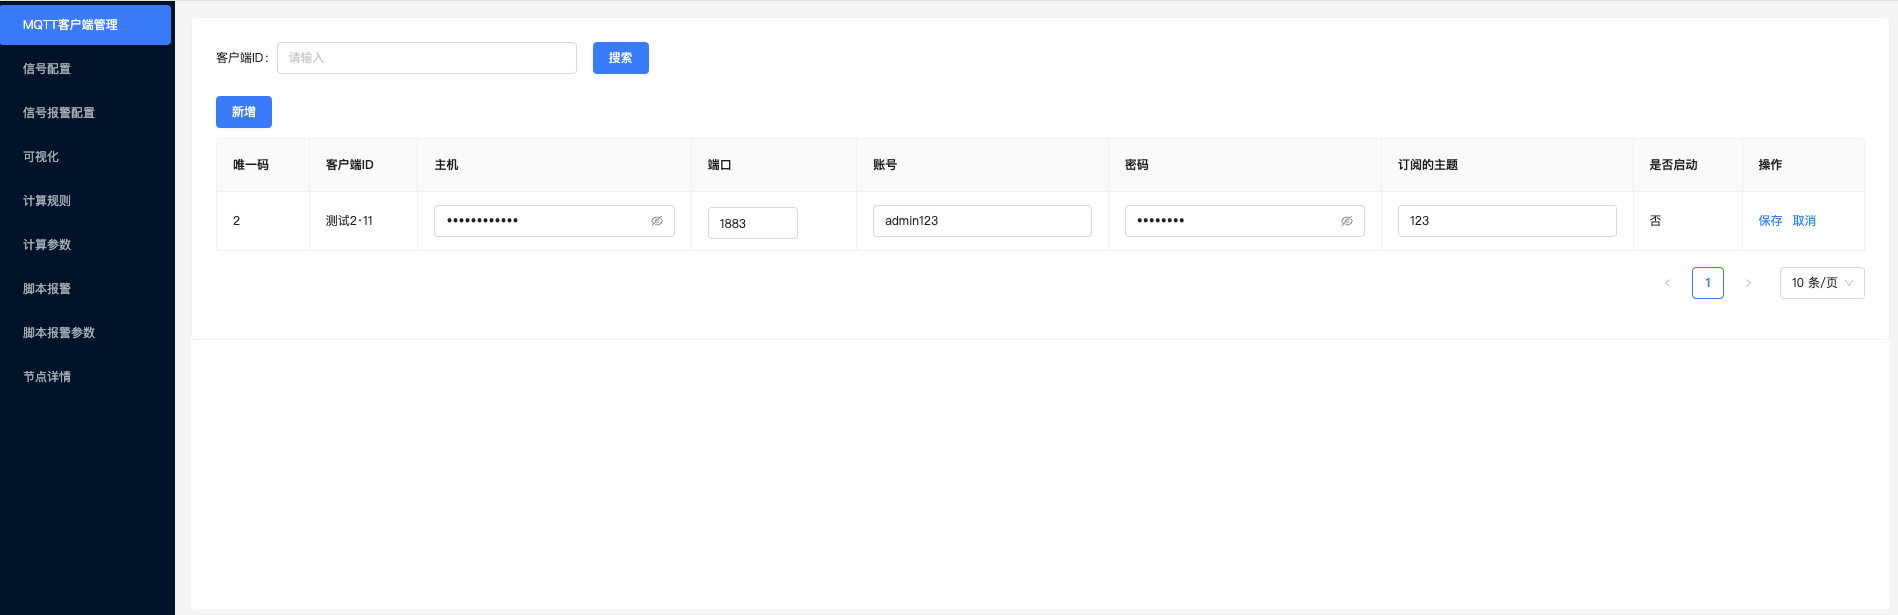 MQTT客户端管理
信号配置
信号报警配置
可视化
计算规则
计算参数
脚本报警
脚本报警参数
节点详情
客户端ID： 请输入 搜索
新增
唯一码 客户端ID 主机 端口 账号 密码 订阅的主题 是否启动 操作
2 测试2·11 •••••••••••• 1883 admin123 •••••••• 123 否 保存 取消
< 1 > 10 条/页